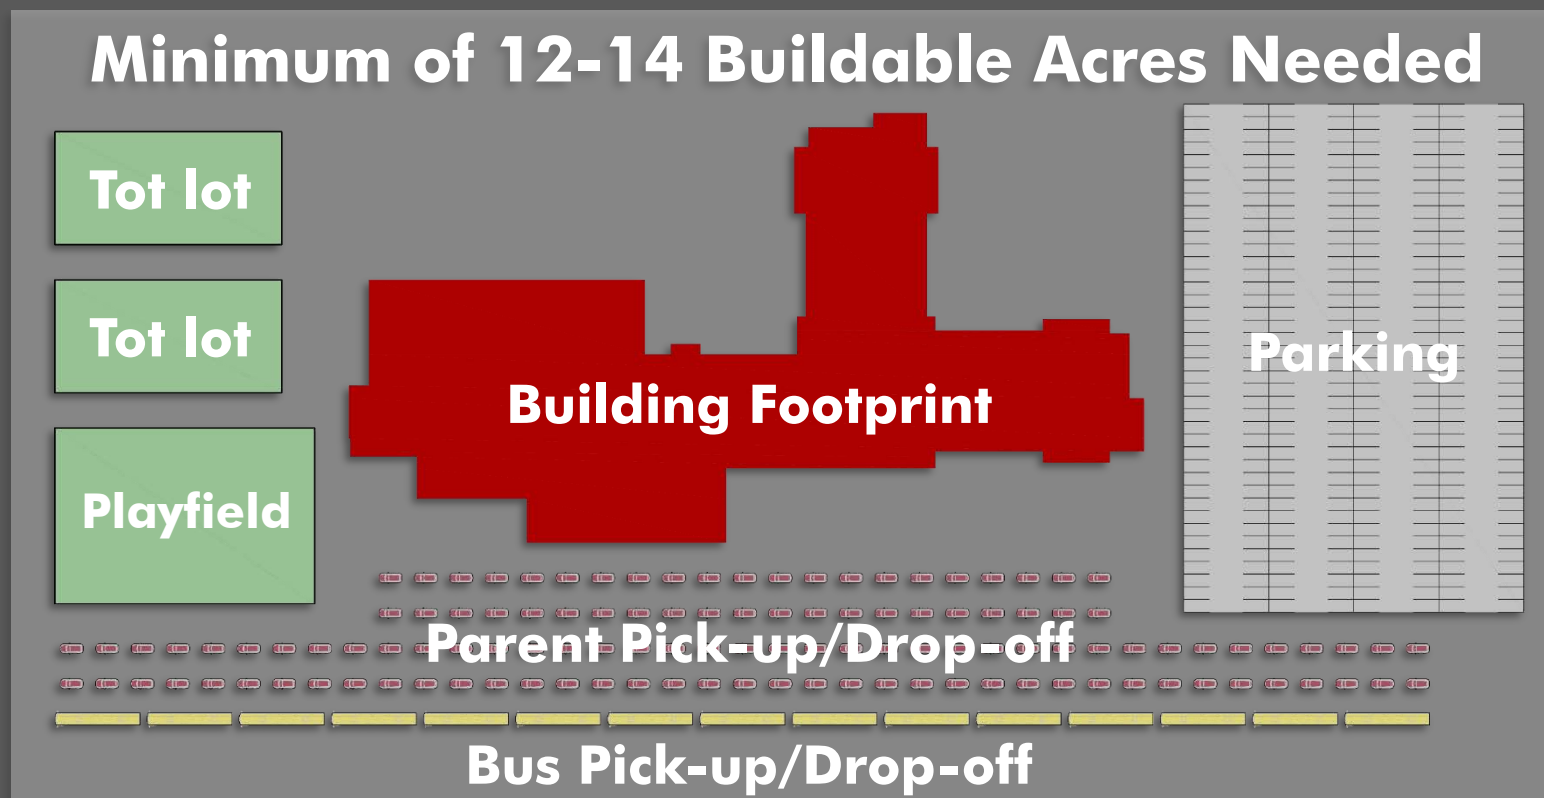 Minimum of 12-14 Buildable Acres Needed
Tot lot
Tot lot
Parking
Building Footprint
Playfield
Parent Pick-up/Drop-off
Bus Pick-up/Drop-off